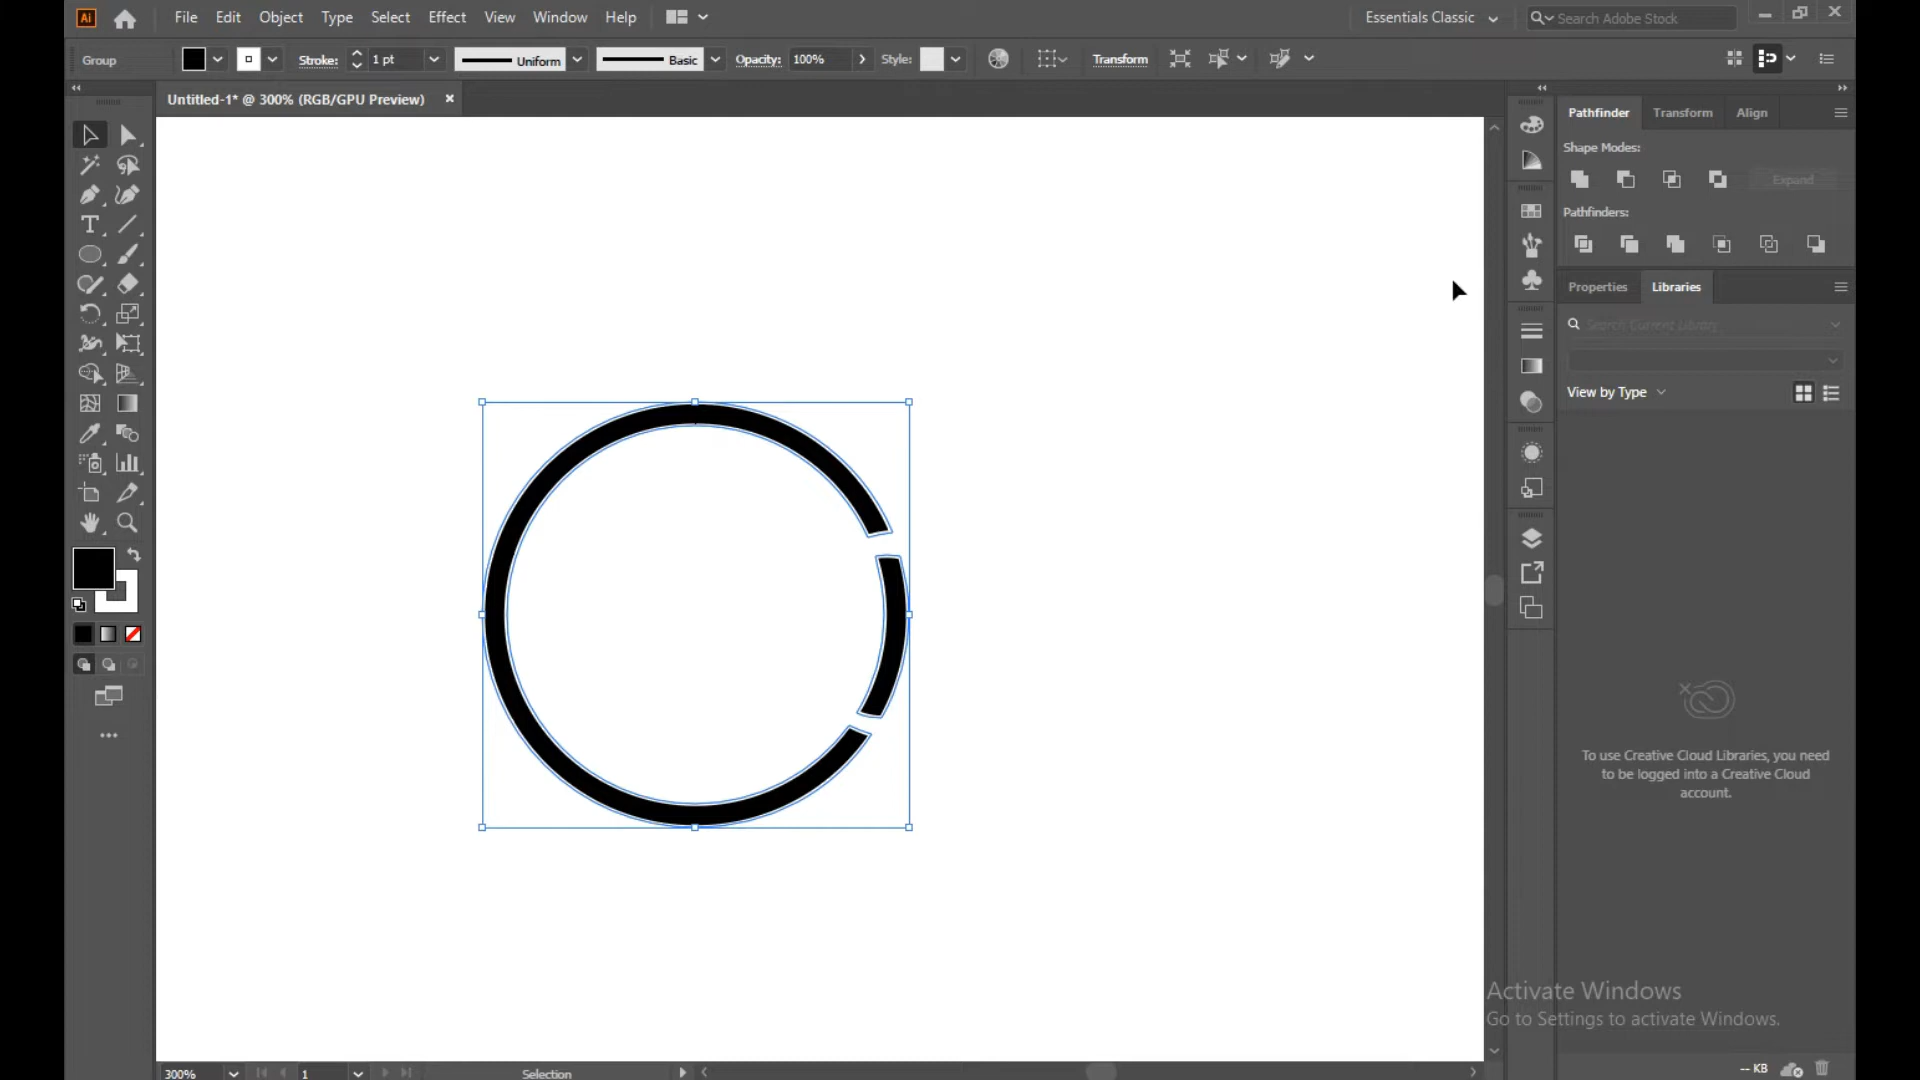 Ai
File
Edit
Object
Type
Select
Effect
View
Window
Help
Essentials Classic
Search Adobe Stock
Group
Stroke:
1 pt
Uniform
Basic
Opacity:
100%
Style:
Transform
Untitled-1* @ 300% (RGB/GPU Preview)
Pathfinder
Transform
Align
Shape Modes:
Expand
Pathfinders:
Properties
Libraries
Search Current Library
View by Type
To use Creative Cloud Libraries, you need
to be logged into a Creative Cloud
account.
Activate Windows
Go to Settings to activate Windows.
-- KB
300%
1
Selection